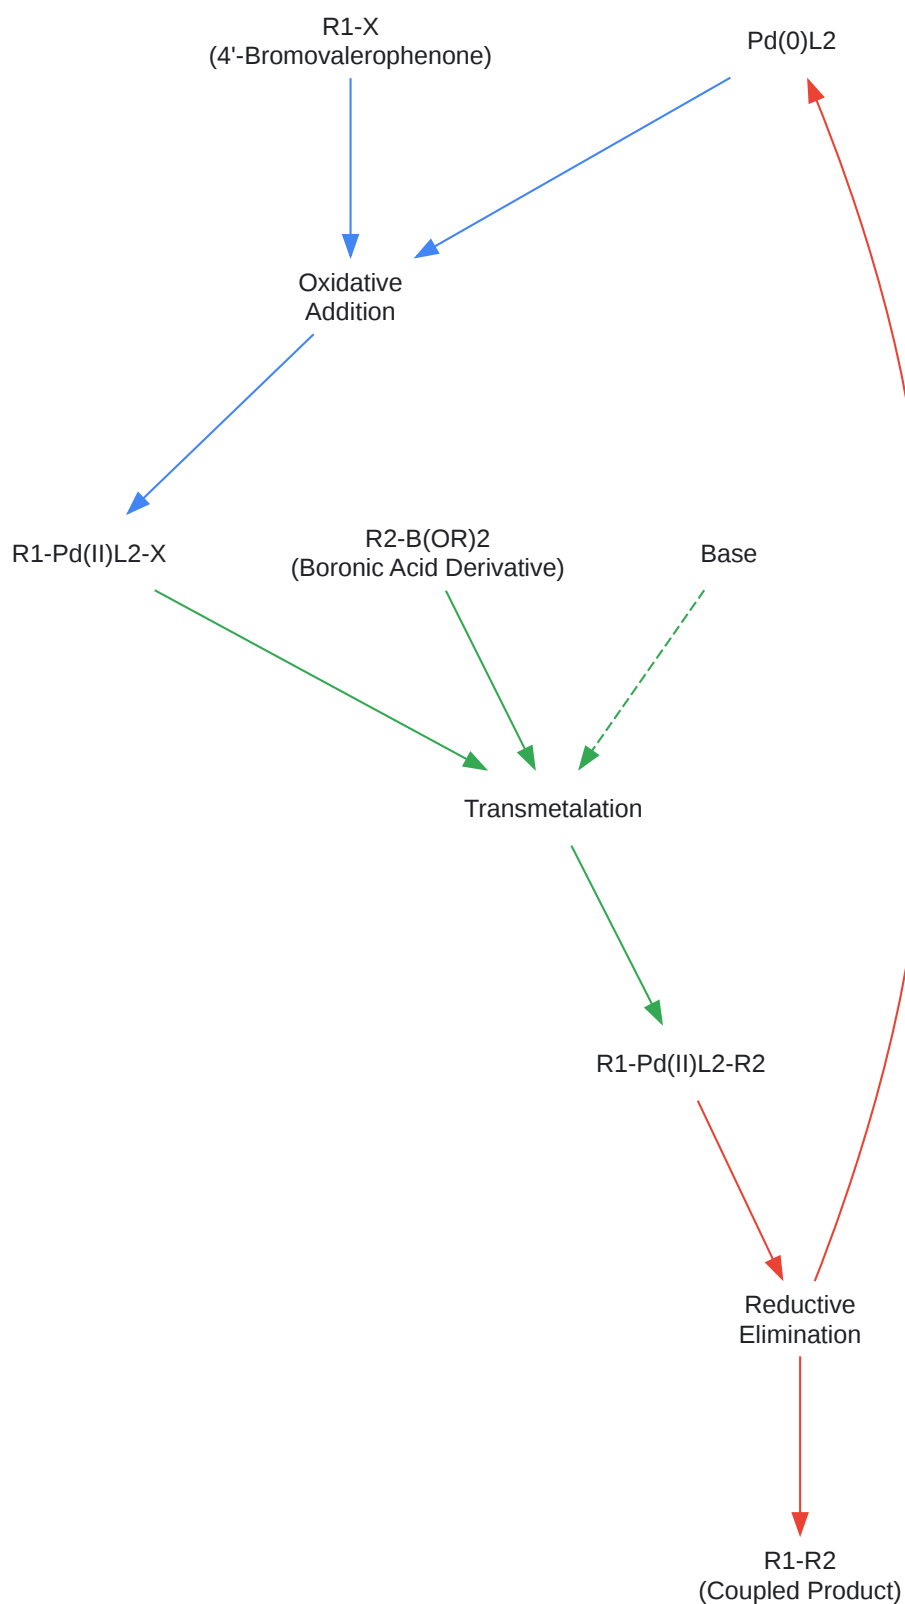 R1-X
(4'-Bromovalerophenone)
Pd(0)L2
Oxidative
Addition
R1-Pd(II)L2-X
R2-B(OR)2
(Boronic Acid Derivative)
Base
Transmetalation
R1-Pd(II)L2-R2
Reductive
Elimination
R1-R2
(Coupled Product)